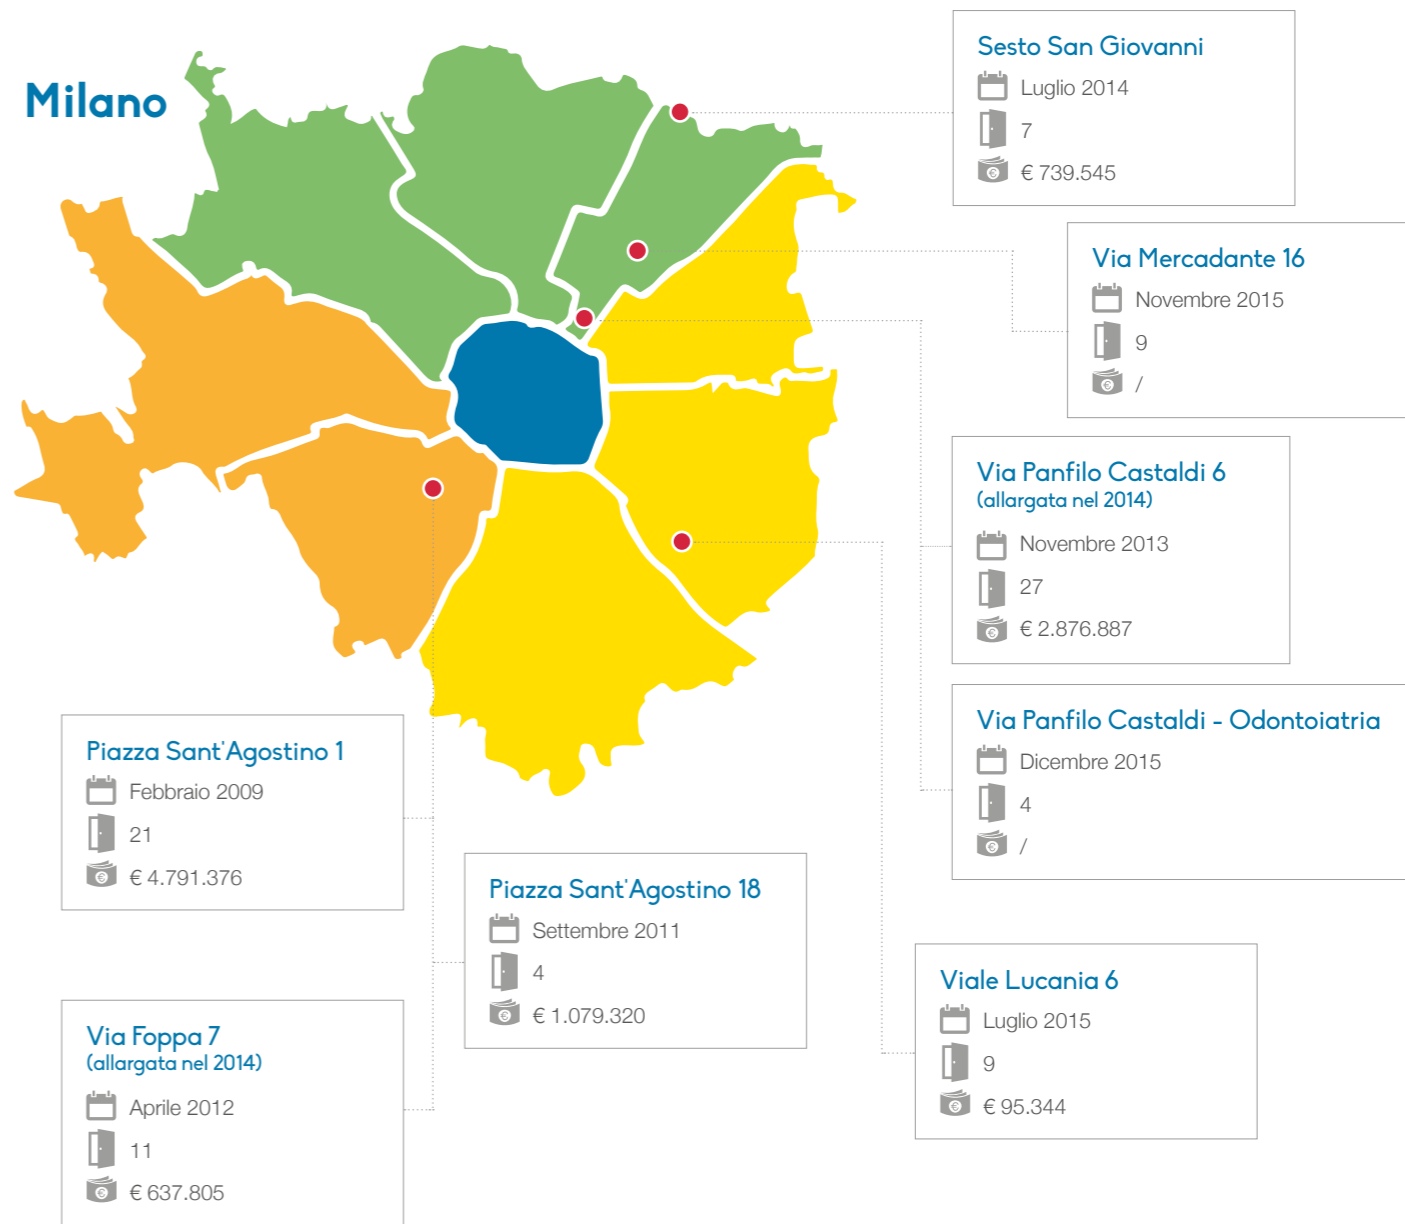 Milano
Sesto San Giovanni
Luglio 2014
7
€ 739.545
Via Mercadante 16
Novembre 2015
9
/
Via Panfilo Castaldi 6
(allargata nel 2014)
Novembre 2013
27
€ 2.876.887
Via Panfilo Castaldi - Odontoiatria
Dicembre 2015
4
/
Piazza Sant'Agostino 1
Febbraio 2009
21
€ 4.791.376
Piazza Sant'Agostino 18
Settembre 2011
4
€ 1.079.320
Viale Lucania 6
Luglio 2015
9
€ 95.344
Via Foppa 7
(allargata nel 2014)
Aprile 2012
11
€ 637.805